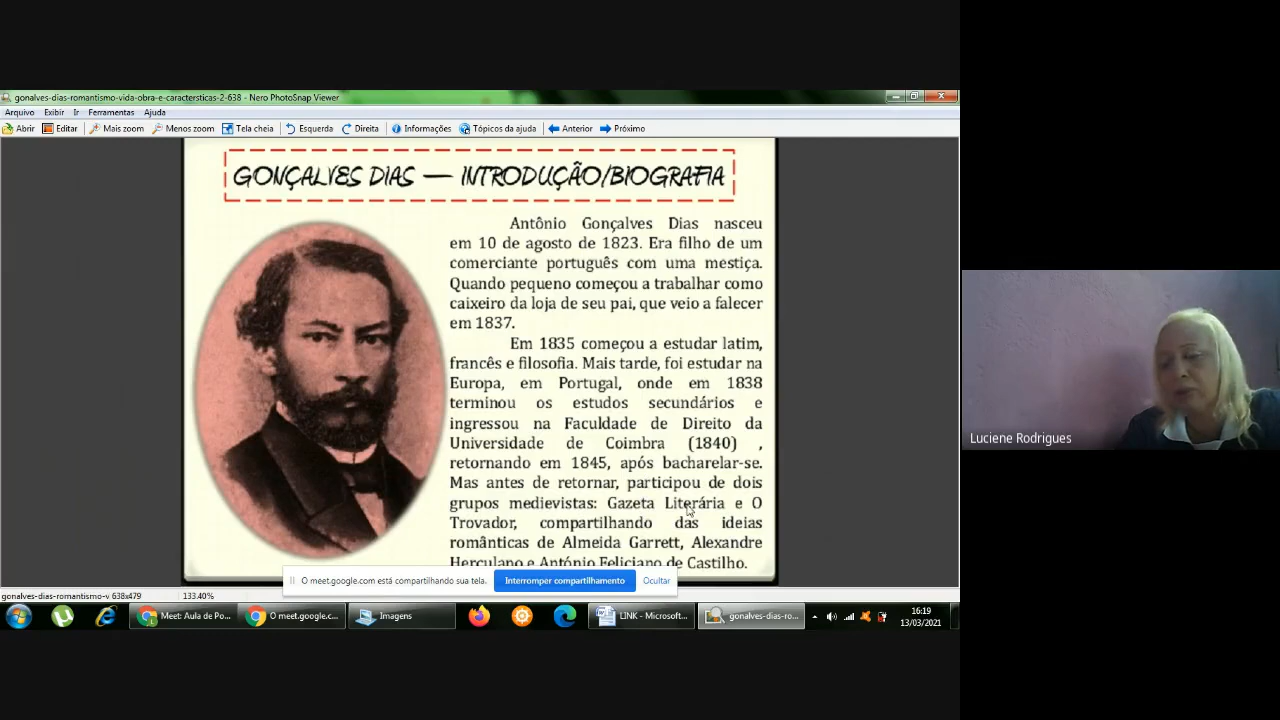 gonalves-dias-romantismo-vida-obra-e-caractersticas-2-638 - Nero PhotoSnap Viewer
Arquivo Exibir Ir Ferramentas Ajuda
Abrir Editar Mais zoom Menos zoom Tela cheia Esquerda Direita Informações Tópicos da ajuda Anterior Próximo
GONÇALVES DIAS — INTRODUÇÃO/BIOGRAFIA
Antônio Gonçalves Dias nasceu
em 10 de agosto de 1823. Era filho de um
comerciante português com uma mestiça.
Quando pequeno começou a trabalhar como
caixeiro da loja de seu pai, que veio a falecer
em 1837.
Em 1835 começou a estudar latim,
francês e filosofia. Mais tarde, foi estudar na
Europa, em Portugal, onde em 1838
terminou os estudos secundários e
ingressou na Faculdade de Direito da
Universidade de Coimbra (1840) ,
retornando em 1845, após bacharelar-se.
Mas antes de retornar, participou de dois
grupos medievistas: Gazeta Literária e O
Trovador, compartilhando das ideias
românticas de Almeida Garrett, Alexandre
Herculano e António Feliciano de Castilho.
O meet.google.com está compartilhando sua tela. Interromper compartilhamento Ocultar
gonalves-dias-romantismo-v 638x479 133.40%
Meet: Aula de Po... O meet.google.c... Imagens LINK - Microsoft... gonalves-dias-ro... 16:19
13/03/2021
Luciene Rodrigues